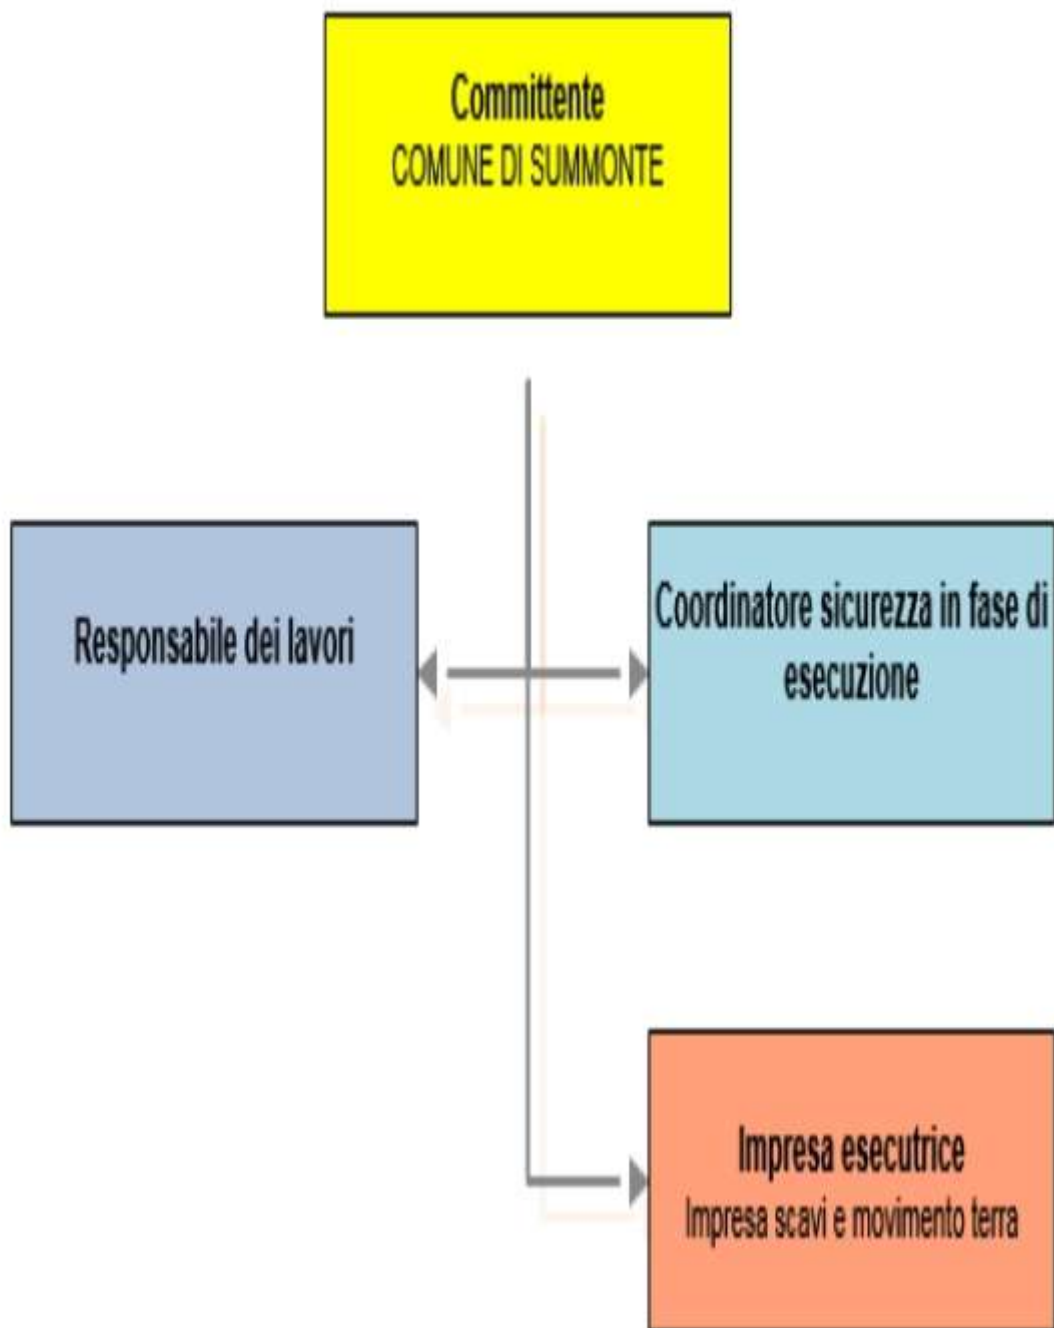 Committente
COMUNE DI SUMMONTE
Responsabile dei lavori
Coordinatore sicurezza in fase di
esecuzione
Impresa esecutrice
Impresa scavi e movimento terra